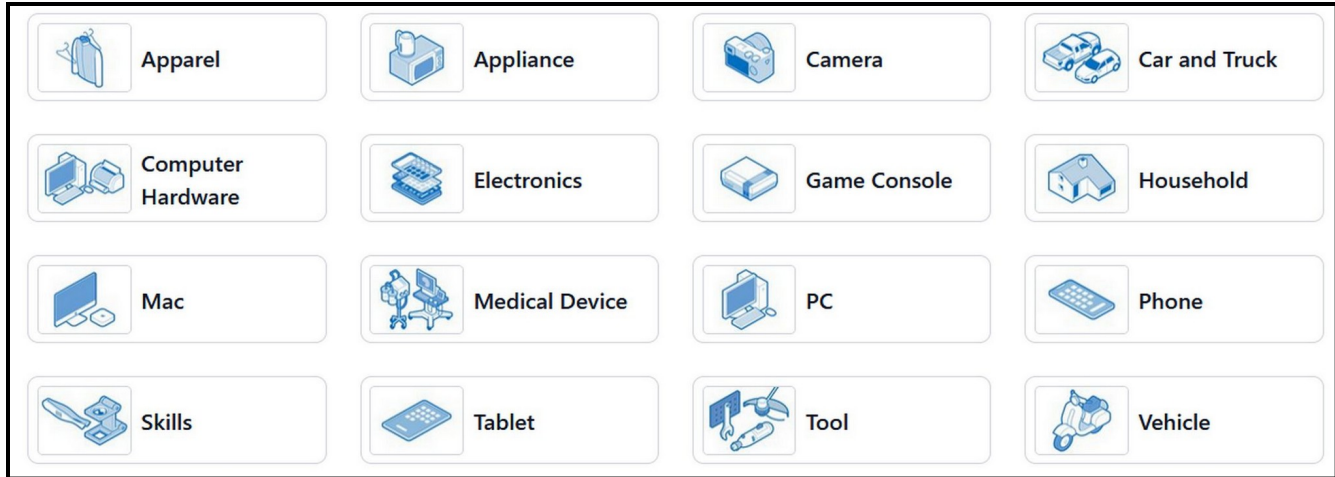 Apparel
Appliance
Camera
Car and Truck
Computer
Hardware
Electronics
Game Console
Household
Mac
Medical Device
PC
Phone
Skills
Tablet
Tool
Vehicle